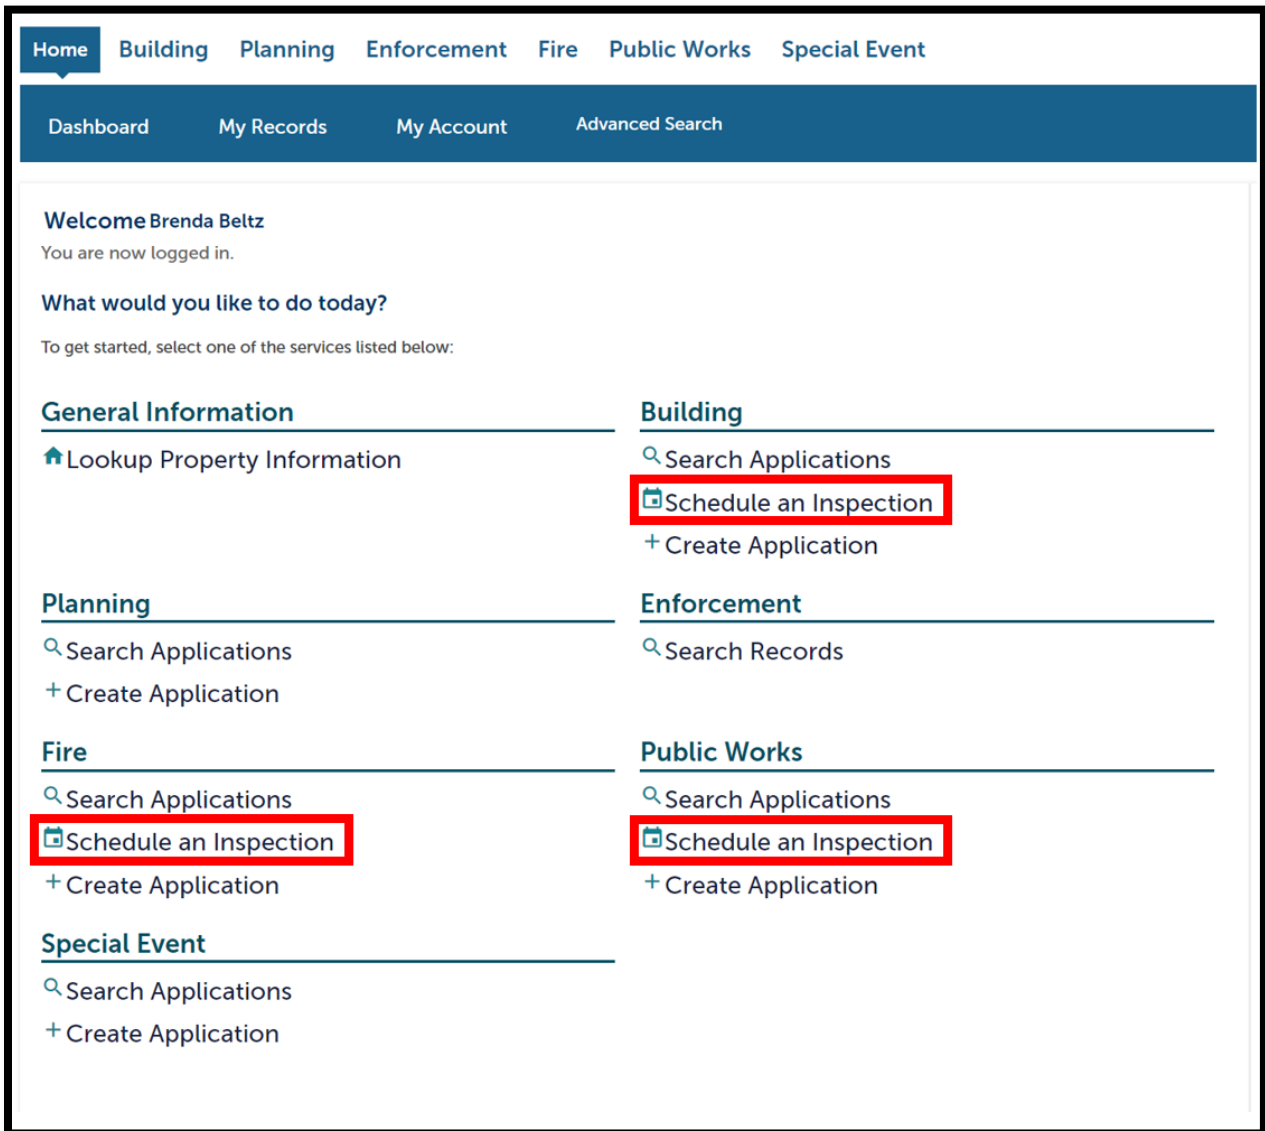 Home Building Planning Enforcement Fire Public Works Special Event
Dashboard My Records My Account Advanced Search
Welcome Brenda Beltz
You are now logged in.
What would you like to do today?
To get started, select one of the services listed below:
General Information
Lookup Property Information
Building
Search Applications
Schedule an Inspection
Create Application
Planning
Search Applications
Create Application
Enforcement
Search Records
Fire
Search Applications
Schedule an Inspection
Create Application
Public Works
Search Applications
Schedule an Inspection
Create Application
Special Event
Search Applications
Create Application